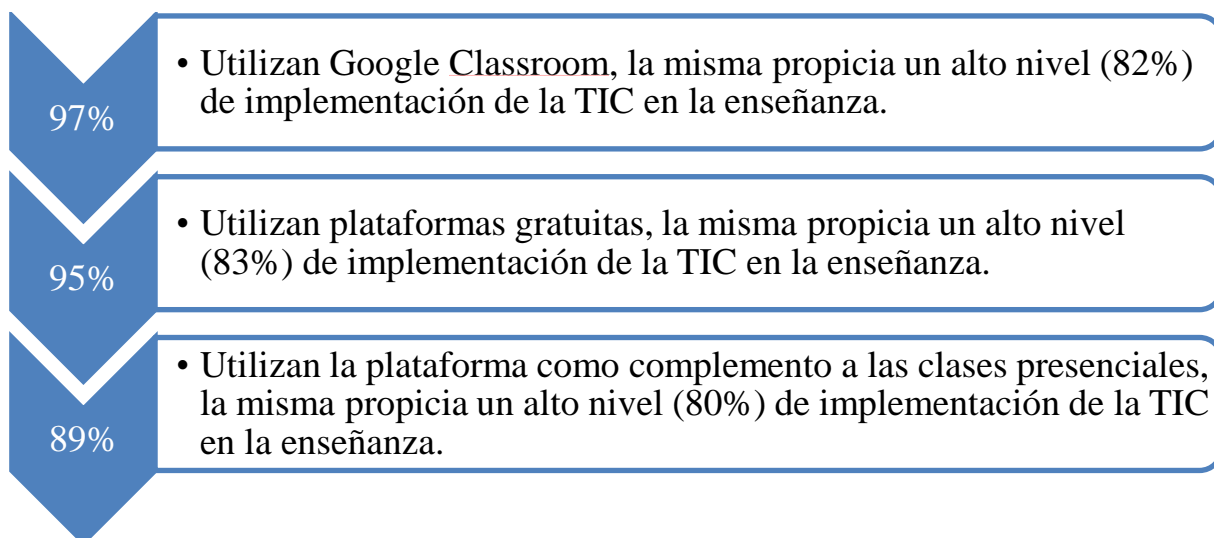 97%
• Utilizan Google Classroom, la misma propicia un alto nivel (82%)
de implementación de la TIC en la enseñanza.
95%
• Utilizan plataformas gratuitas, la misma propicia un alto nivel
(83%) de implementación de la TIC en la enseñanza.
89%
• Utilizan la plataforma como complemento a las clases presenciales,
la misma propicia un alto nivel (80%) de implementación de la TIC
en la enseñanza.